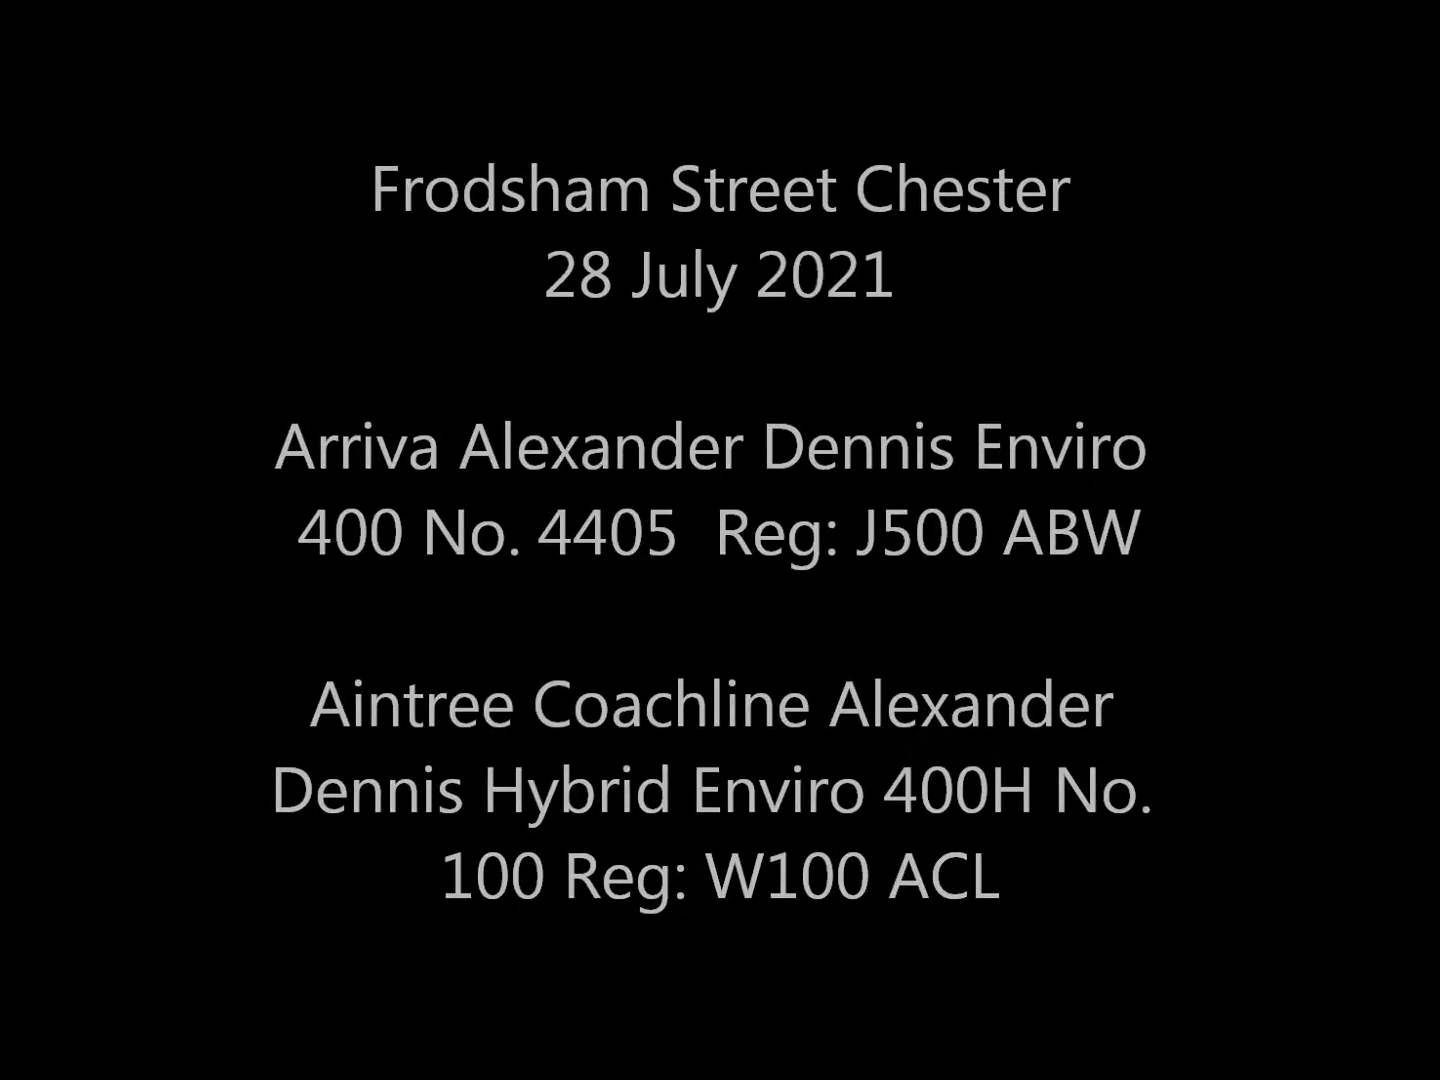 Frodsham Street Chester
28 July 2021
Arriva Alexander Dennis Enviro
400 No. 4405  Reg: J500 ABW
Aintree Coachline Alexander
Dennis Hybrid Enviro 400H No.
100 Reg: W100 ACL